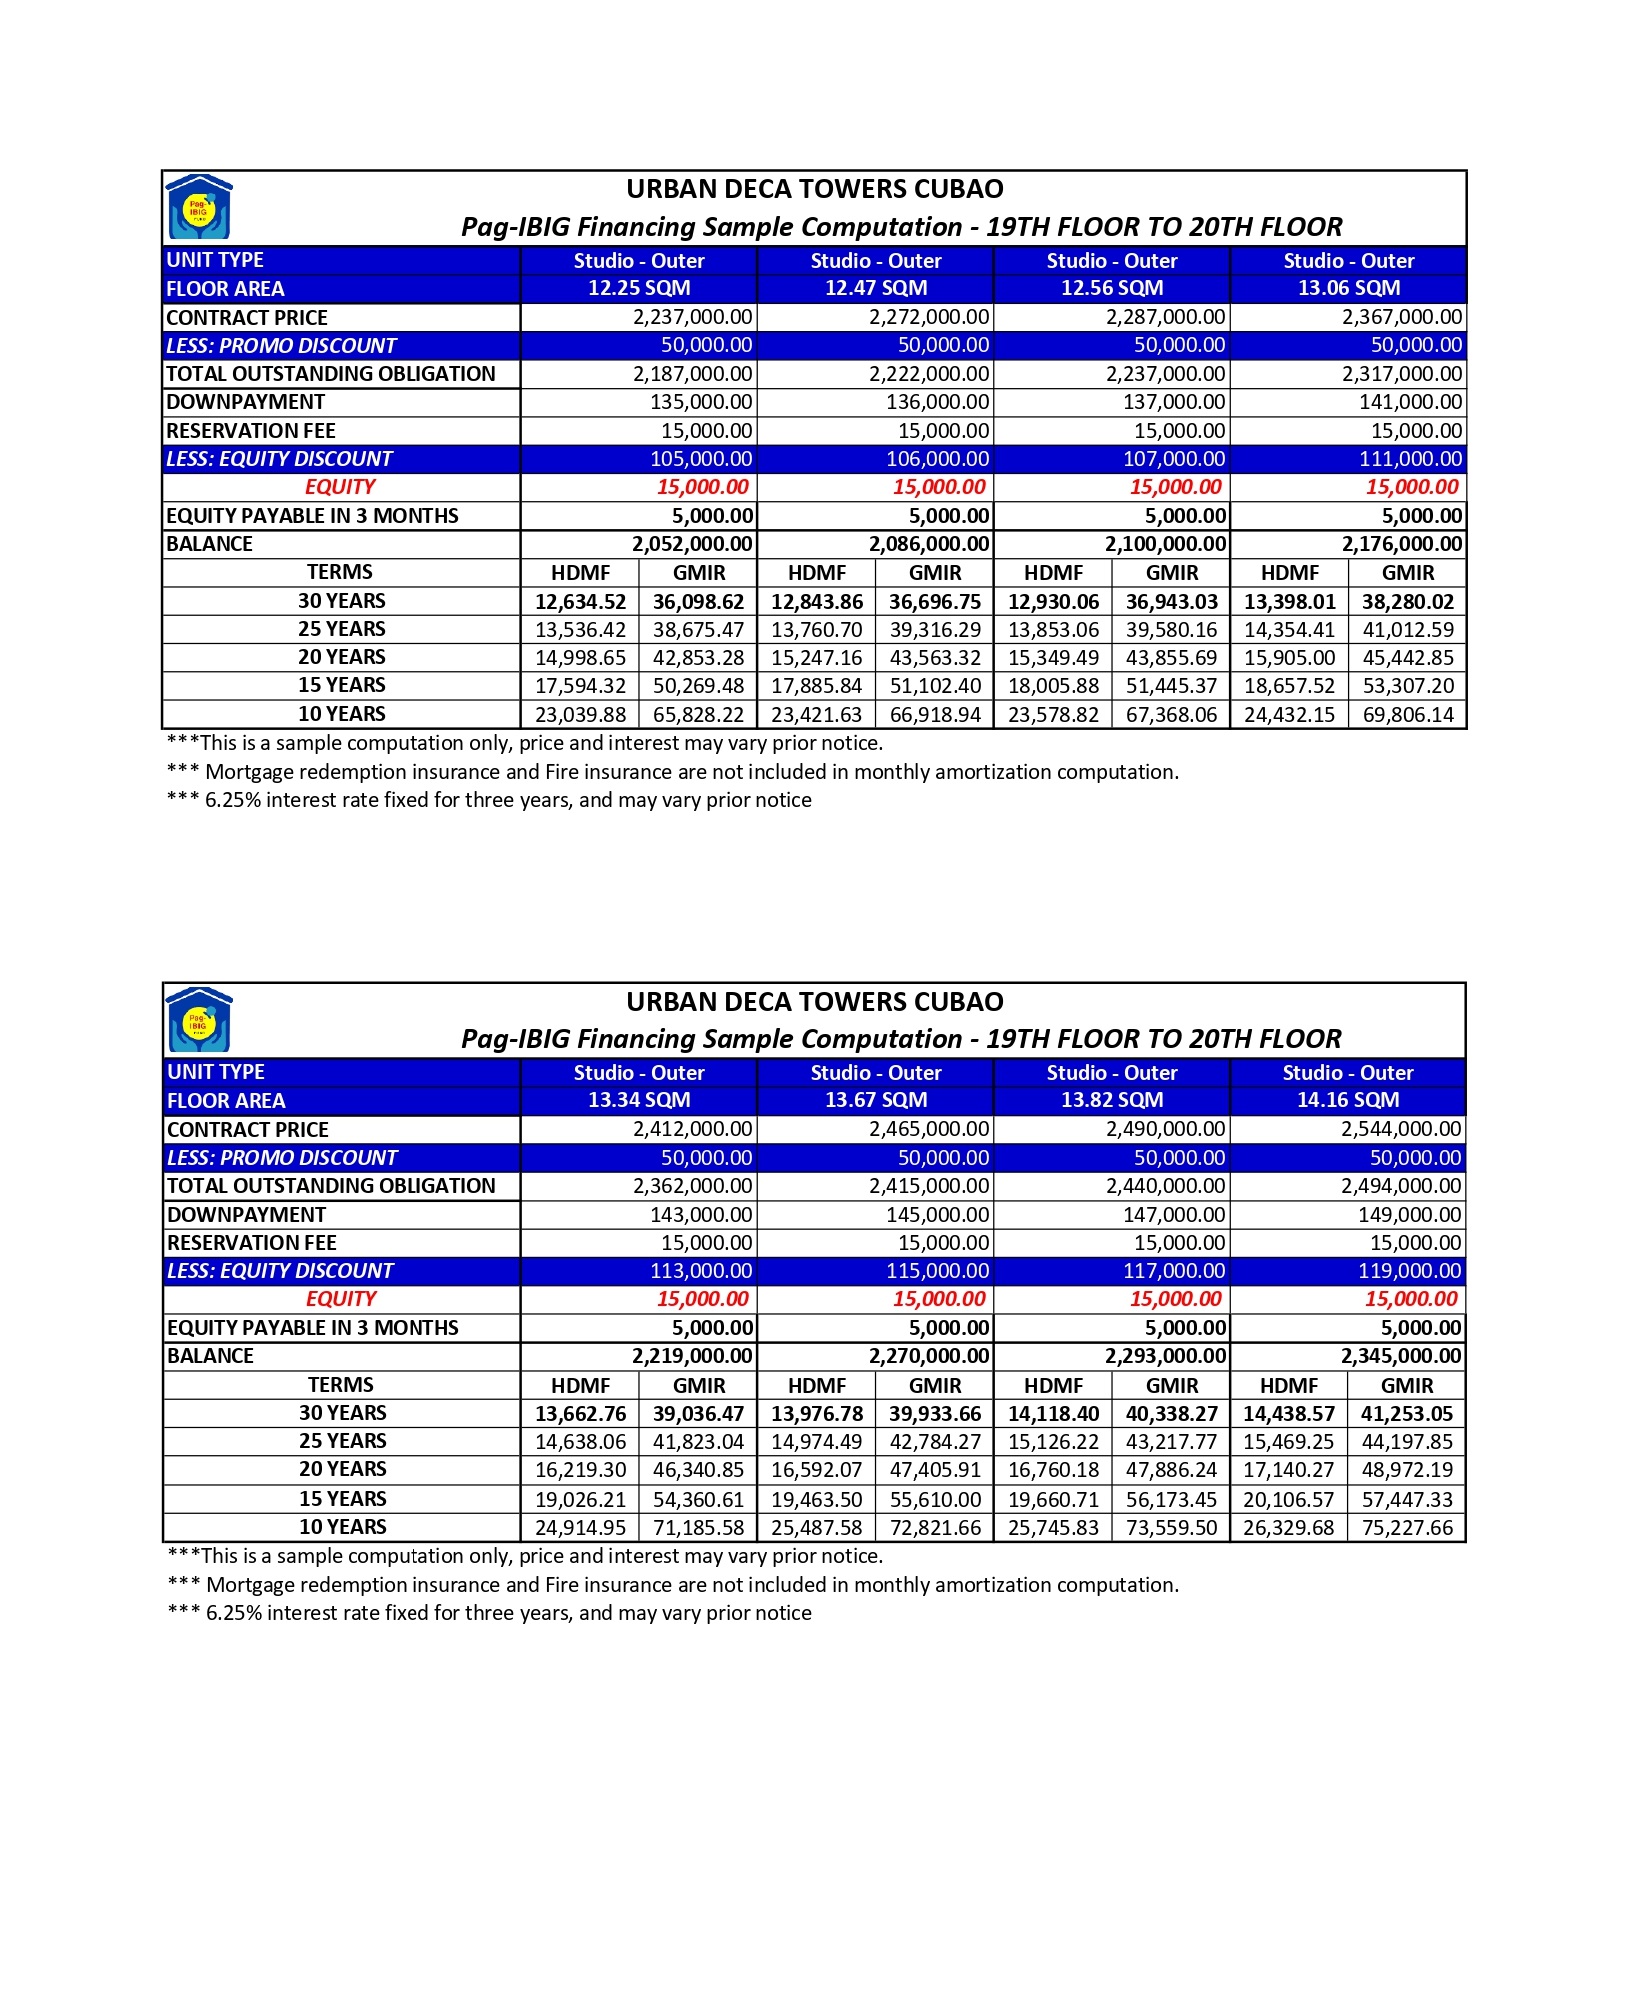 Pag-
IBIG
FUND
URBAN DECA TOWERS CUBAO
Pag-IBIG Financing Sample Computation - 19TH FLOOR TO 20TH FLOOR
UNIT TYPE Studio - Outer Studio - Outer Studio - Outer Studio - Outer
FLOOR AREA 12.25 SQM 12.47 SQM 12.56 SQM 13.06 SQM
CONTRACT PRICE 2,237,000.00 2,272,000.00 2,287,000.00 2,367,000.00
LESS: PROMO DISCOUNT 50,000.00 50,000.00 50,000.00 50,000.00
TOTAL OUTSTANDING OBLIGATION 2,187,000.00 2,222,000.00 2,237,000.00 2,317,000.00
DOWNPAYMENT 135,000.00 136,000.00 137,000.00 141,000.00
RESERVATION FEE 15,000.00 15,000.00 15,000.00 15,000.00
LESS: EQUITY DISCOUNT 105,000.00 106,000.00 107,000.00 111,000.00
EQUITY 15,000.00 15,000.00 15,000.00 15,000.00
EQUITY PAYABLE IN 3 MONTHS 5,000.00 5,000.00 5,000.00 5,000.00
BALANCE 2,052,000.00 2,086,000.00 2,100,000.00 2,176,000.00
TERMS HDMF GMIR HDMF GMIR HDMF GMIR HDMF GMIR
30 YEARS 12,634.52 36,098.62 12,843.86 36,696.75 12,930.06 36,943.03 13,398.01 38,280.02
25 YEARS 13,536.42 38,675.47 13,760.70 39,316.29 13,853.06 39,580.16 14,354.41 41,012.59
20 YEARS 14,998.65 42,853.28 15,247.16 43,563.32 15,349.49 43,855.69 15,905.00 45,442.85
15 YEARS 17,594.32 50,269.48 17,885.84 51,102.40 18,005.88 51,445.37 18,657.52 53,307.20
10 YEARS 23,039.88 65,828.22 23,421.63 66,918.94 23,578.82 67,368.06 24,432.15 69,806.14
***This is a sample computation only, price and interest may vary prior notice.
*** Mortgage redemption insurance and Fire insurance are not included in monthly amortization computation.
*** 6.25% interest rate fixed for three years, and may vary prior notice
Pag-
IBIG
FUND
URBAN DECA TOWERS CUBAO
Pag-IBIG Financing Sample Computation - 19TH FLOOR TO 20TH FLOOR
UNIT TYPE Studio - Outer Studio - Outer Studio - Outer Studio - Outer
FLOOR AREA 13.34 SQM 13.67 SQM 13.82 SQM 14.16 SQM
CONTRACT PRICE 2,412,000.00 2,465,000.00 2,490,000.00 2,544,000.00
LESS: PROMO DISCOUNT 50,000.00 50,000.00 50,000.00 50,000.00
TOTAL OUTSTANDING OBLIGATION 2,362,000.00 2,415,000.00 2,440,000.00 2,494,000.00
DOWNPAYMENT 143,000.00 145,000.00 147,000.00 149,000.00
RESERVATION FEE 15,000.00 15,000.00 15,000.00 15,000.00
LESS: EQUITY DISCOUNT 113,000.00 115,000.00 117,000.00 119,000.00
EQUITY 15,000.00 15,000.00 15,000.00 15,000.00
EQUITY PAYABLE IN 3 MONTHS 5,000.00 5,000.00 5,000.00 5,000.00
BALANCE 2,219,000.00 2,270,000.00 2,293,000.00 2,345,000.00
TERMS HDMF GMIR HDMF GMIR HDMF GMIR HDMF GMIR
30 YEARS 13,662.76 39,036.47 13,976.78 39,933.66 14,118.40 40,338.27 14,438.57 41,253.05
25 YEARS 14,638.06 41,823.04 14,974.49 42,784.27 15,126.22 43,217.77 15,469.25 44,197.85
20 YEARS 16,219.30 46,340.85 16,592.07 47,405.91 16,760.18 47,886.24 17,140.27 48,972.19
15 YEARS 19,026.21 54,360.61 19,463.50 55,610.00 19,660.71 56,173.45 20,106.57 57,447.33
10 YEARS 24,914.95 71,185.58 25,487.58 72,821.66 25,745.83 73,559.50 26,329.68 75,227.66
***This is a sample computation only, price and interest may vary prior notice.
*** Mortgage redemption insurance and Fire insurance are not included in monthly amortization computation.
*** 6.25% interest rate fixed for three years, and may vary prior notice